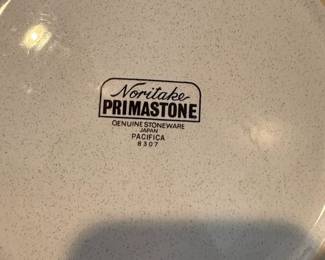 Noritake
PRIMASTONE
GENUINE STONEWARE
JAPAN
PACIFICA
8307